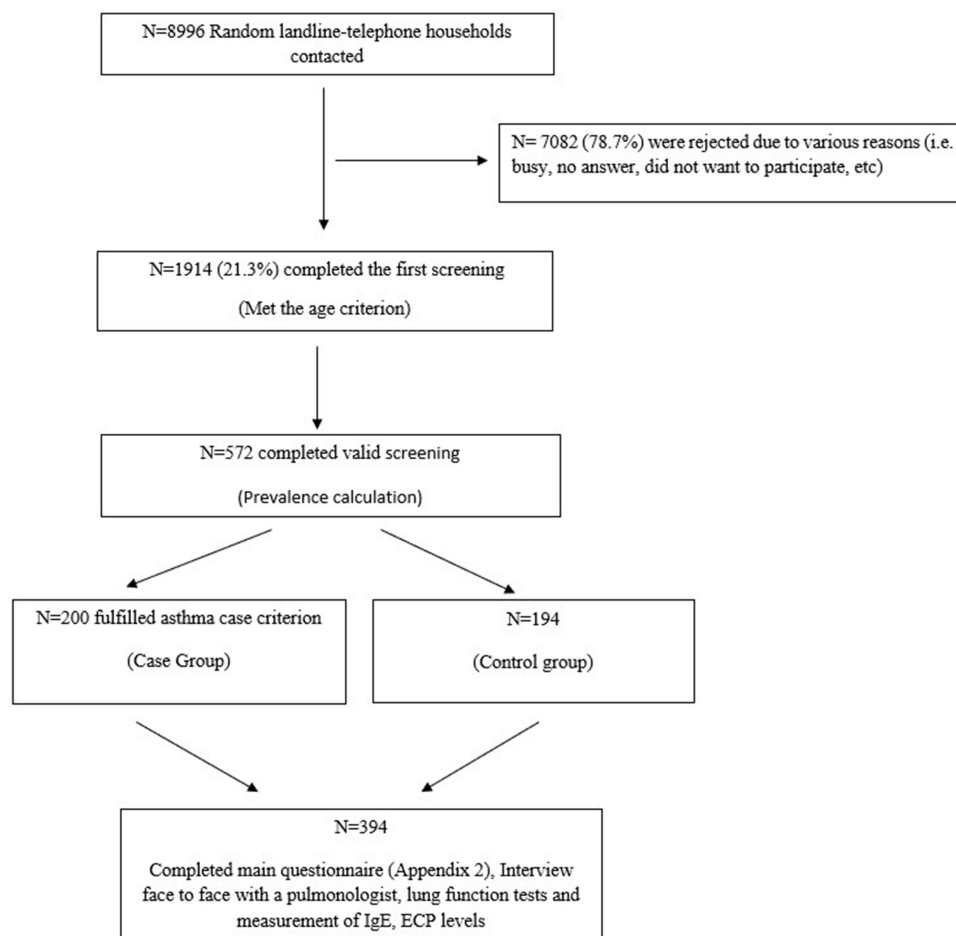 N=8996 Random landline-telephone households
contacted
N= 7082 (78.7%) were rejected due to various reasons (i.e.
busy, no answer, did not want to participate, etc)
N=1914 (21.3%) completed the first screening
(Met the age criterion)
N=572 completed valid screening
(Prevalence calculation)
N=200 fulfilled asthma case criterion
(Case Group)
N=194
(Control group)
N=394
Completed main questionnaire (Appendix 2), Interview
face to face with a pulmonologist, lung function tests and
measurement of IgE, ECP levels